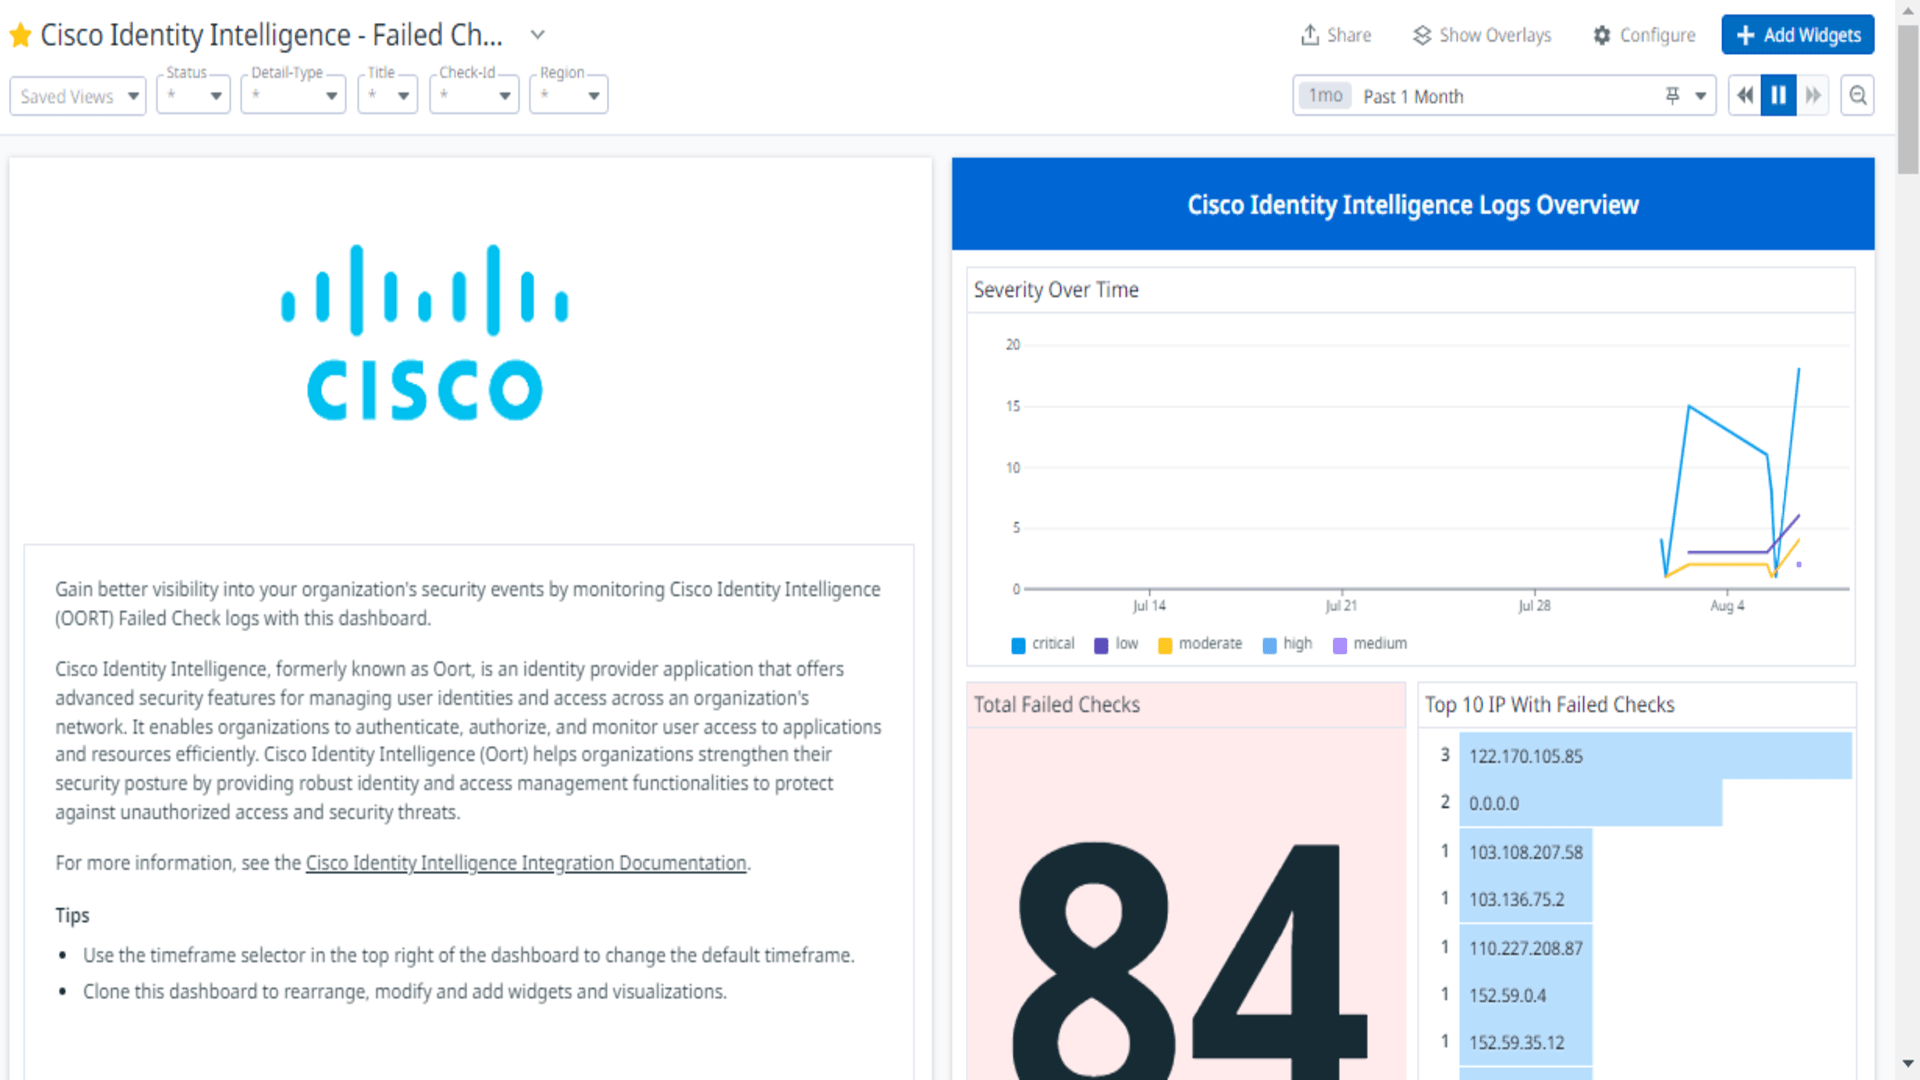 Cisco Identity Intelligence - Failed Ch...
Share
Show Overlays
Configure
Add Widgets
Saved Views
Status
*
Detail-Type
*
Title
*
Check-Id
*
Region
*
1mo Past 1 Month
CISCO
Gain better visibility into your organization's security events by monitoring Cisco Identity Intelligence
(OORT) Failed Check logs with this dashboard.
Cisco Identity Intelligence, formerly known as Oort, is an identity provider application that offers
advanced security features for managing user identities and access across an organization's
network. It enables organizations to authenticate, authorize, and monitor user access to applications
and resources efficiently. Cisco Identity Intelligence (Oort) helps organizations strengthen their
security posture by providing robust identity and access management functionalities to protect
against unauthorized access and security threats.
For more information, see the Cisco Identity Intelligence Integration Documentation.
Tips
• Use the timeframe selector in the top right of the dashboard to change the default timeframe.
• Clone this dashboard to rearrange, modify and add widgets and visualizations.
Cisco Identity Intelligence Logs Overview
Severity Over Time
20
15
10
5
0
Jul 14 Jul 21 Jul 28 Aug 4
critical low moderate high medium
Total Failed Checks
84
Top 10 IP With Failed Checks
3 122.170.105.85
2 0.0.0.0
1 103.108.207.58
1 103.136.75.2
1 110.227.208.87
1 152.59.0.4
1 152.59.35.12